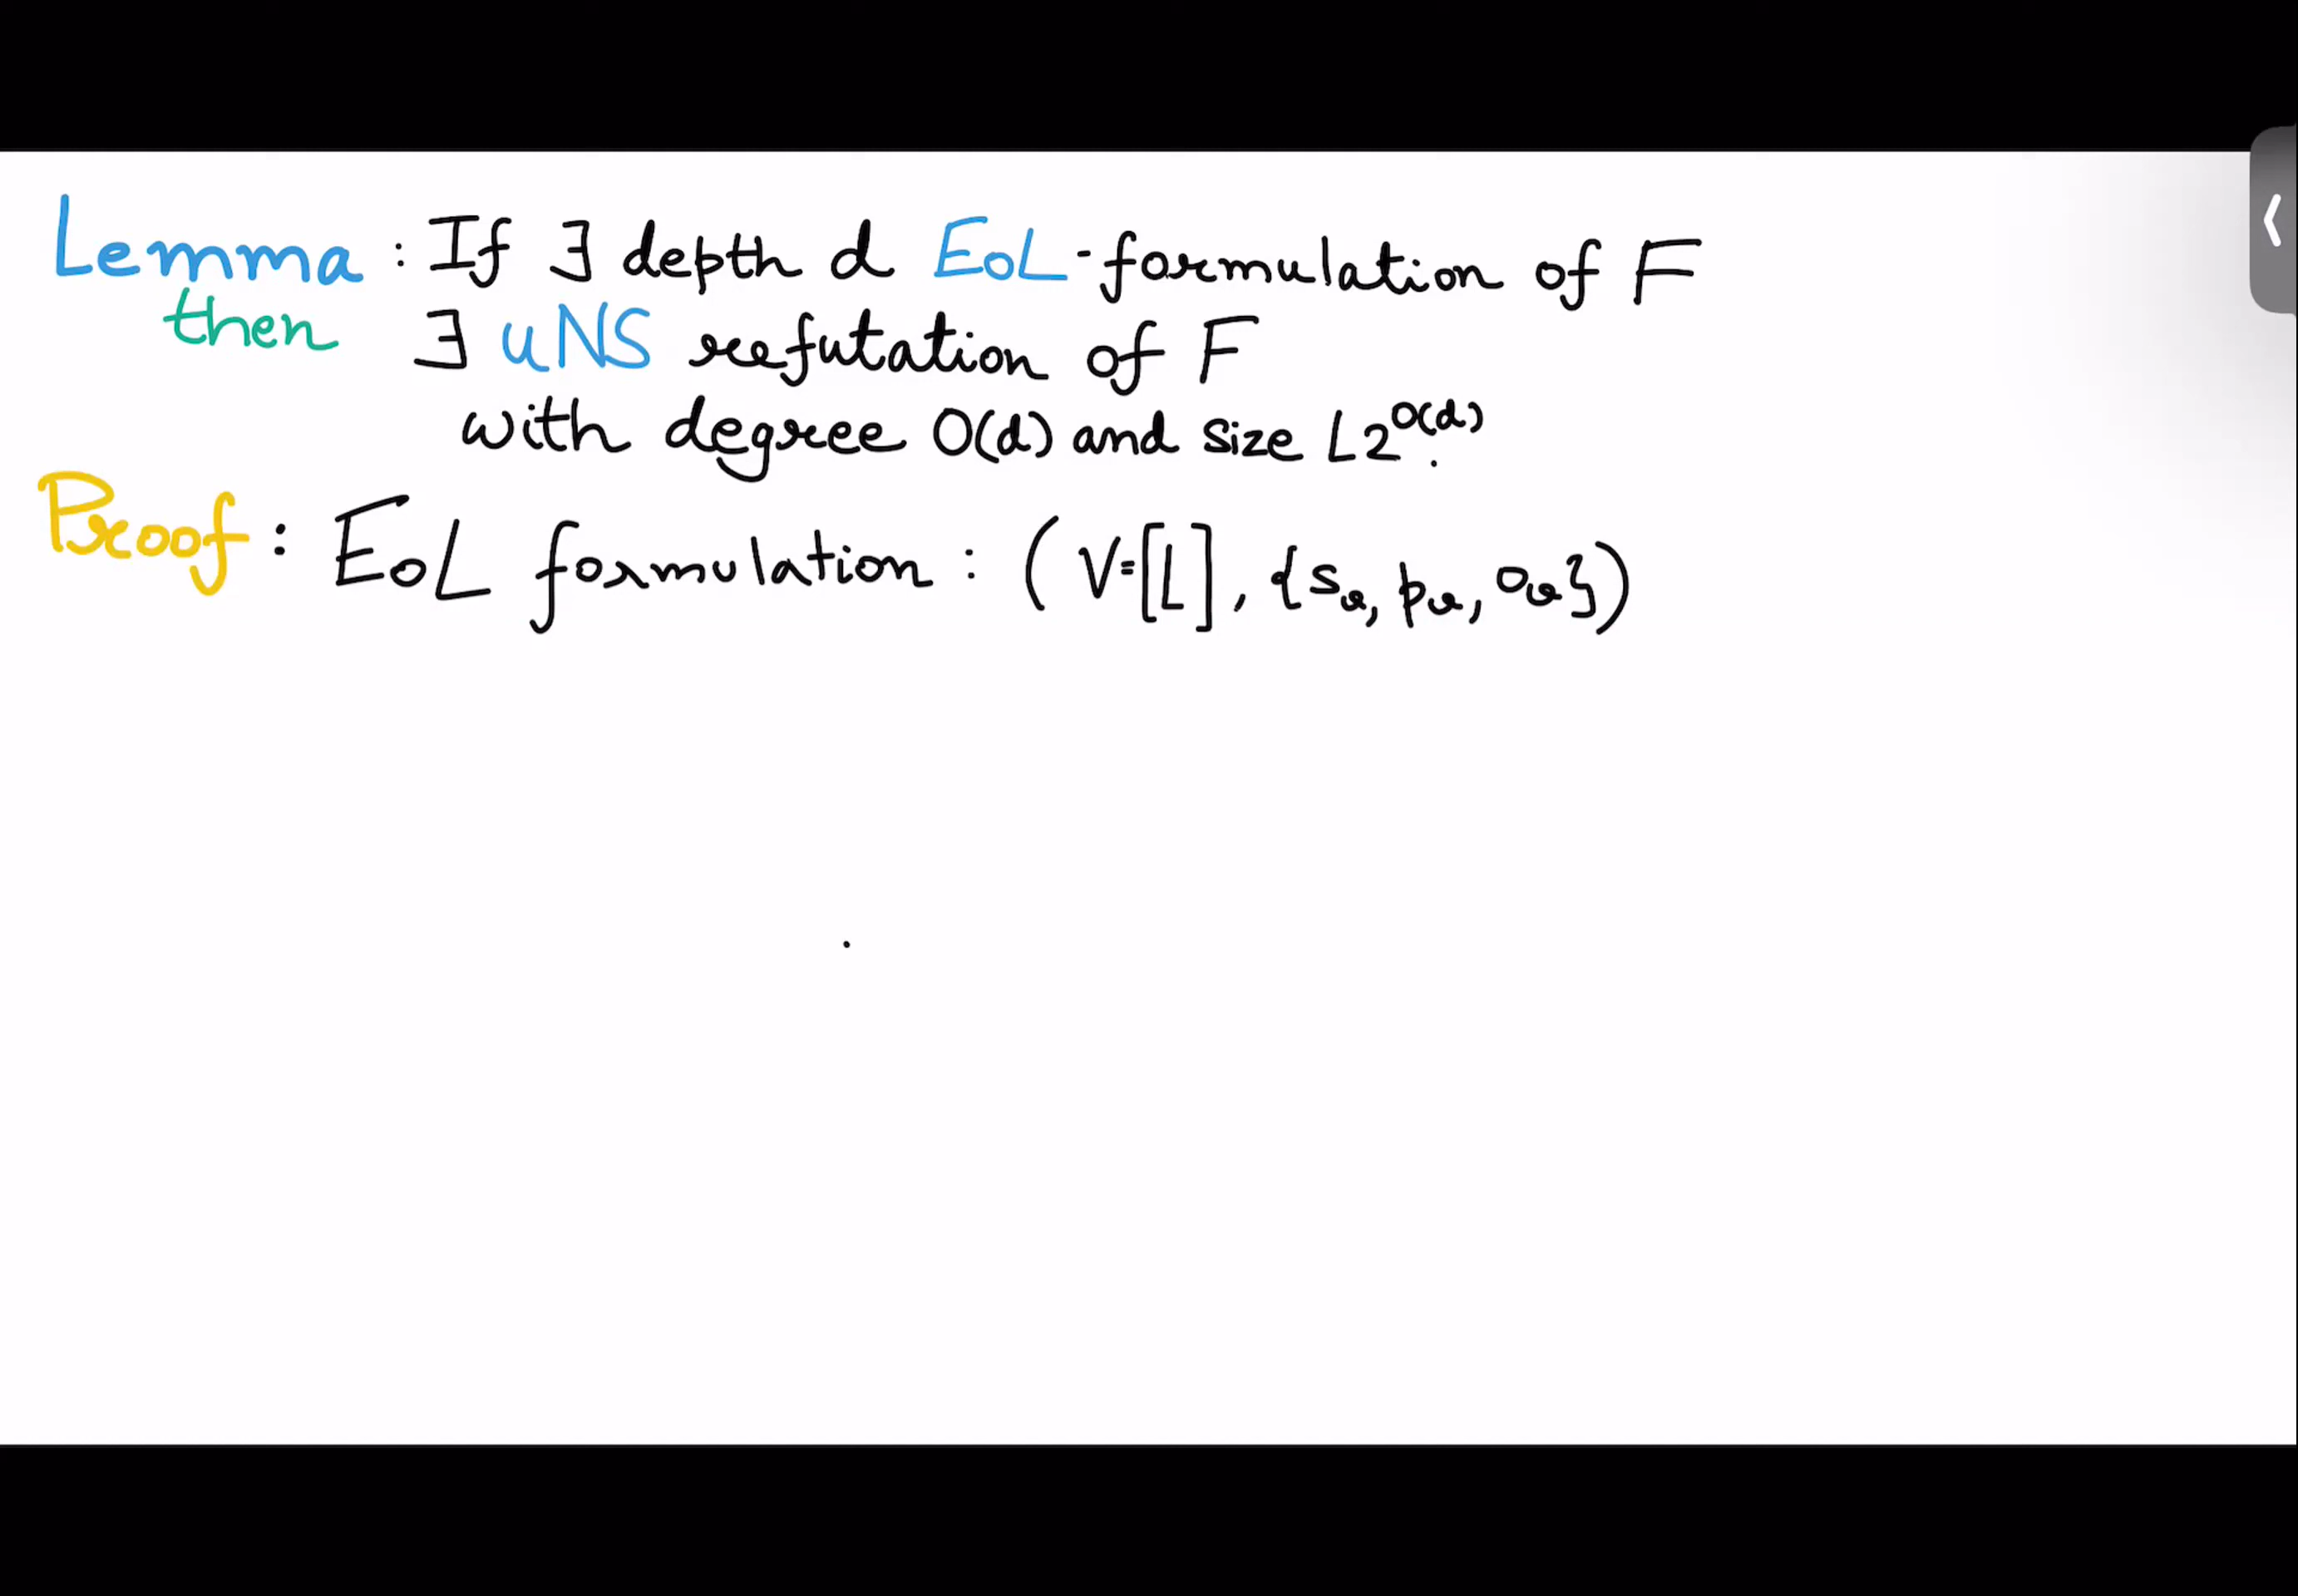 Lemma : If ∃ depth d EoL-formulation of F
then ∃ uNS refutation of F
with degree O(d) and size L2^{O(d)}.
Proof : EoL formulation : ( V=[L], {s_v, p_v, o_v})